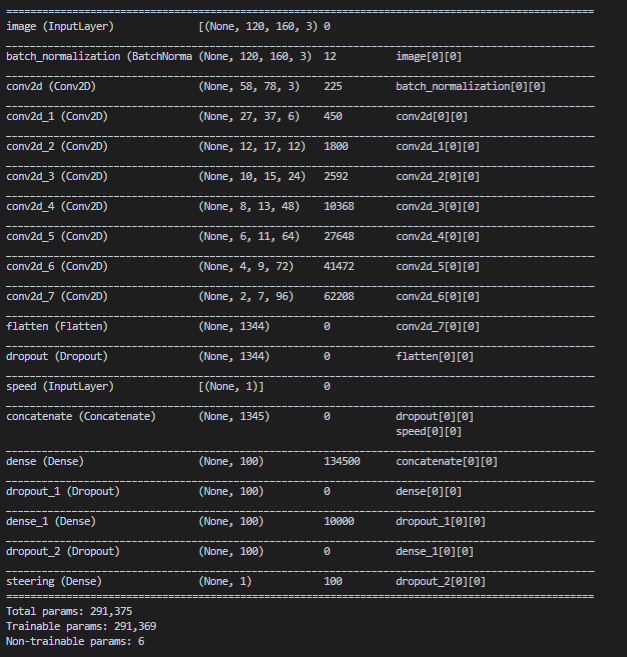 ==================================================================================================
image (InputLayer) [(None, 120, 160, 3) 0
batch_normalization (BatchNorma (None, 120, 160, 3) 12 image[0][0]
conv2d (Conv2D) (None, 58, 78, 3) 225 batch_normalization[0][0]
conv2d_1 (Conv2D) (None, 27, 37, 6) 450 conv2d[0][0]
conv2d_2 (Conv2D) (None, 12, 17, 12) 1800 conv2d_1[0][0]
conv2d_3 (Conv2D) (None, 10, 15, 24) 2592 conv2d_2[0][0]
conv2d_4 (Conv2D) (None, 8, 13, 48) 10368 conv2d_3[0][0]
conv2d_5 (Conv2D) (None, 6, 11, 64) 27648 conv2d_4[0][0]
conv2d_6 (Conv2D) (None, 4, 9, 72) 41472 conv2d_5[0][0]
conv2d_7 (Conv2D) (None, 2, 7, 96) 62208 conv2d_6[0][0]
flatten (Flatten) (None, 1344) 0 conv2d_7[0][0]
dropout (Dropout) (None, 1344) 0 flatten[0][0]
speed (InputLayer) [(None, 1)] 0
concatenate (Concatenate) (None, 1345) 0 dropout[0][0]
speed[0][0]
dense (Dense) (None, 100) 134500 concatenate[0][0]
dropout_1 (Dropout) (None, 100) 0 dense[0][0]
dense_1 (Dense) (None, 100) 10000 dropout_1[0][0]
dropout_2 (Dropout) (None, 100) 0 dense_1[0][0]
steering (Dense) (None, 1) 100 dropout_2[0][0]
==================================================================================================
Total params: 291,375
Trainable params: 291,369
Non-trainable params: 6